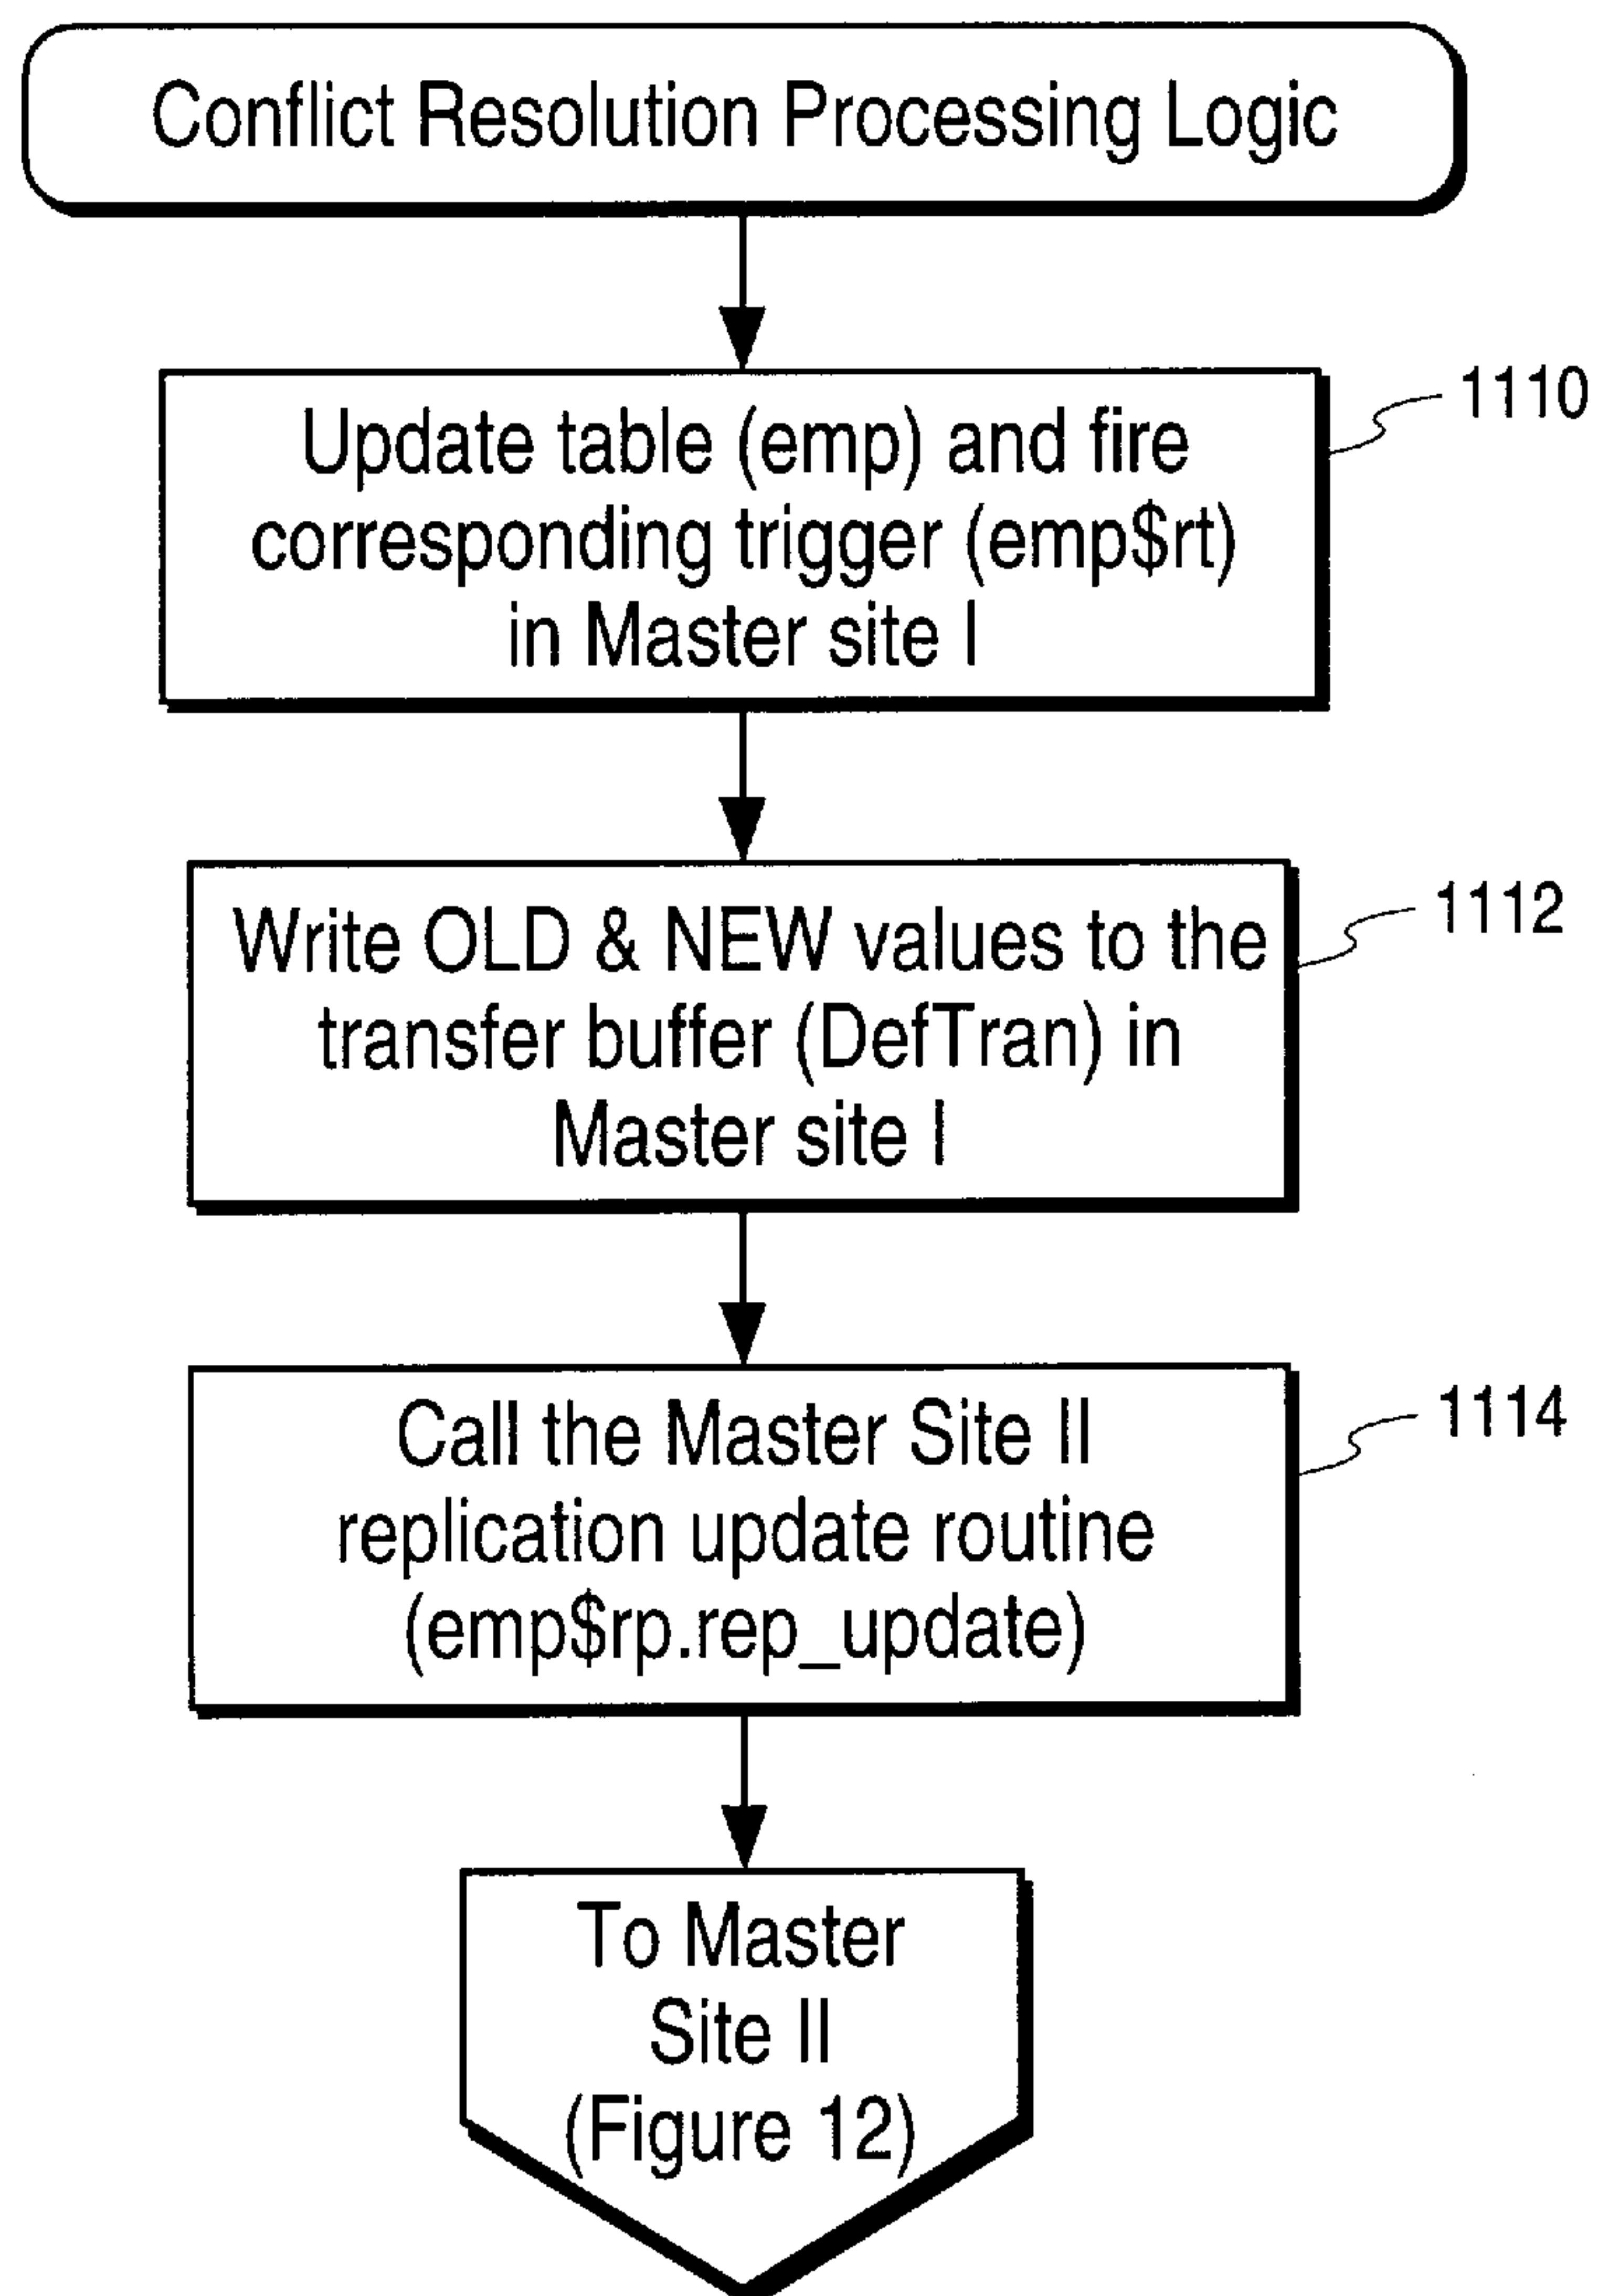 Conflict Resolution Processing Logic
Update table (emp) and fire
corresponding trigger (emp$rt)
in Master site I
1110
Write OLD & NEW values to the
transfer buffer (DefTran) in
Master site I
1112
Call the Master Site II
replication update routine
(emp$rp.rep_update)
1114
To Master
Site II
(Figure 12)